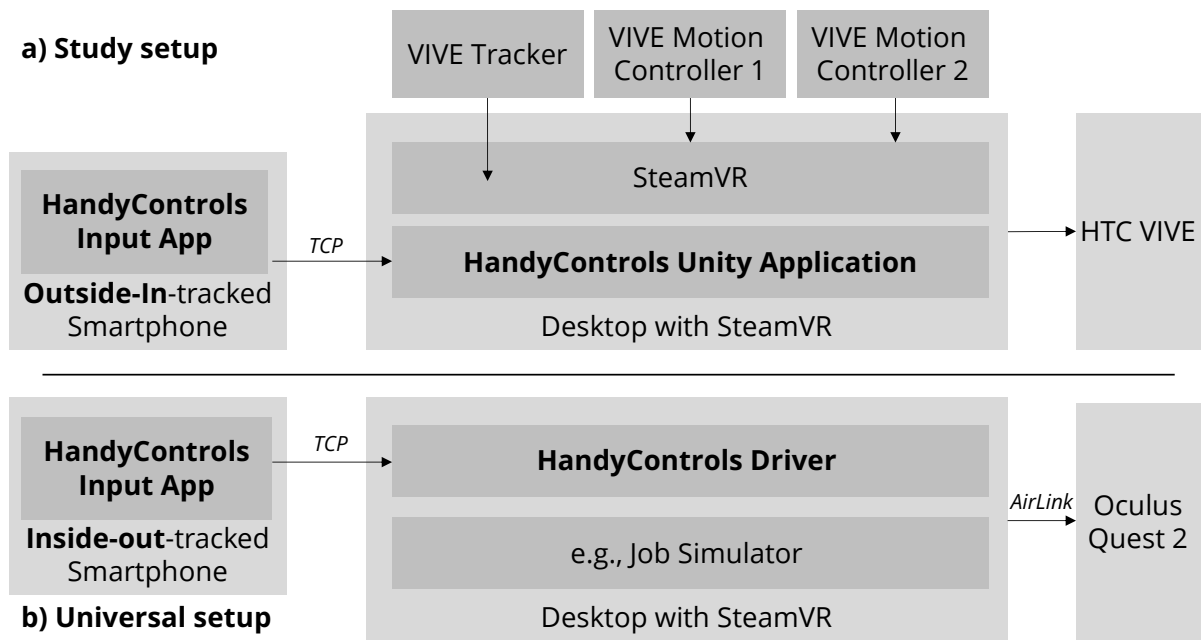 a) Study setup
VIVE Tracker
VIVE Motion
Controller 1
VIVE Motion
Controller 2
HandyControls
Input App
Outside-In-tracked
Smartphone
TCP
SteamVR
HandyControls Unity Application
Desktop with SteamVR
HTC VIVE
HandyControls
Input App
Inside-out-tracked
Smartphone
b) Universal setup
TCP
HandyControls Driver
e.g., Job Simulator
Desktop with SteamVR
AirLink
Oculus
Quest 2